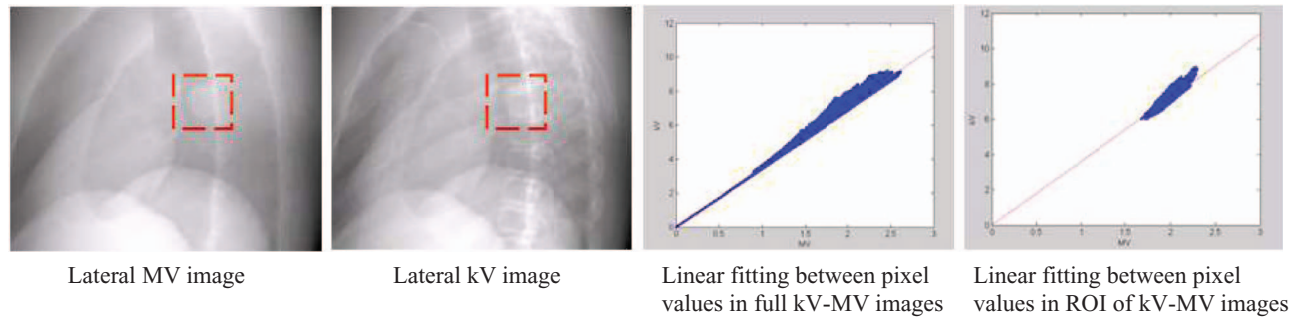 12
10
8
6
4
2
0
kV
0 0.5 1 1.5 2 2.5 3
MV
12
10
8
6
4
2
0
kV
0 0.5 1 1.5 2 2.5 3
MV
Lateral MV image
Lateral kV image
Linear fitting between pixel
values in full kV-MV images
Linear fitting between pixel
values in ROI of kV-MV images